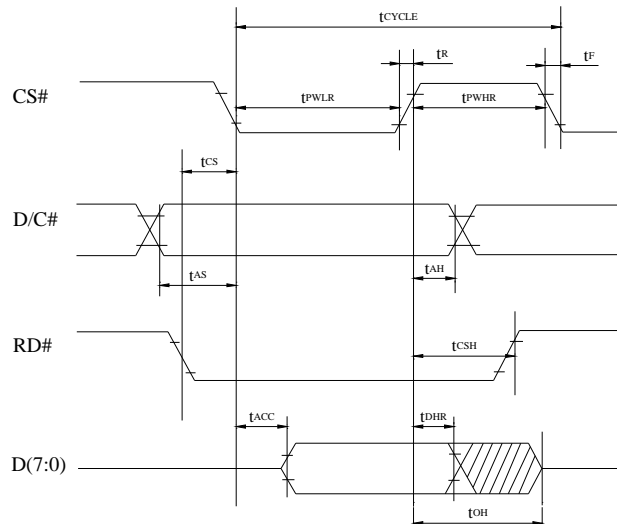 tCYCLE
tR
tF
CS#
tPWLR
tPWHR
tCS
D/C#
tAS
tAH
RD#
tCSH
tACC
tDHR
D(7:0)
tOH